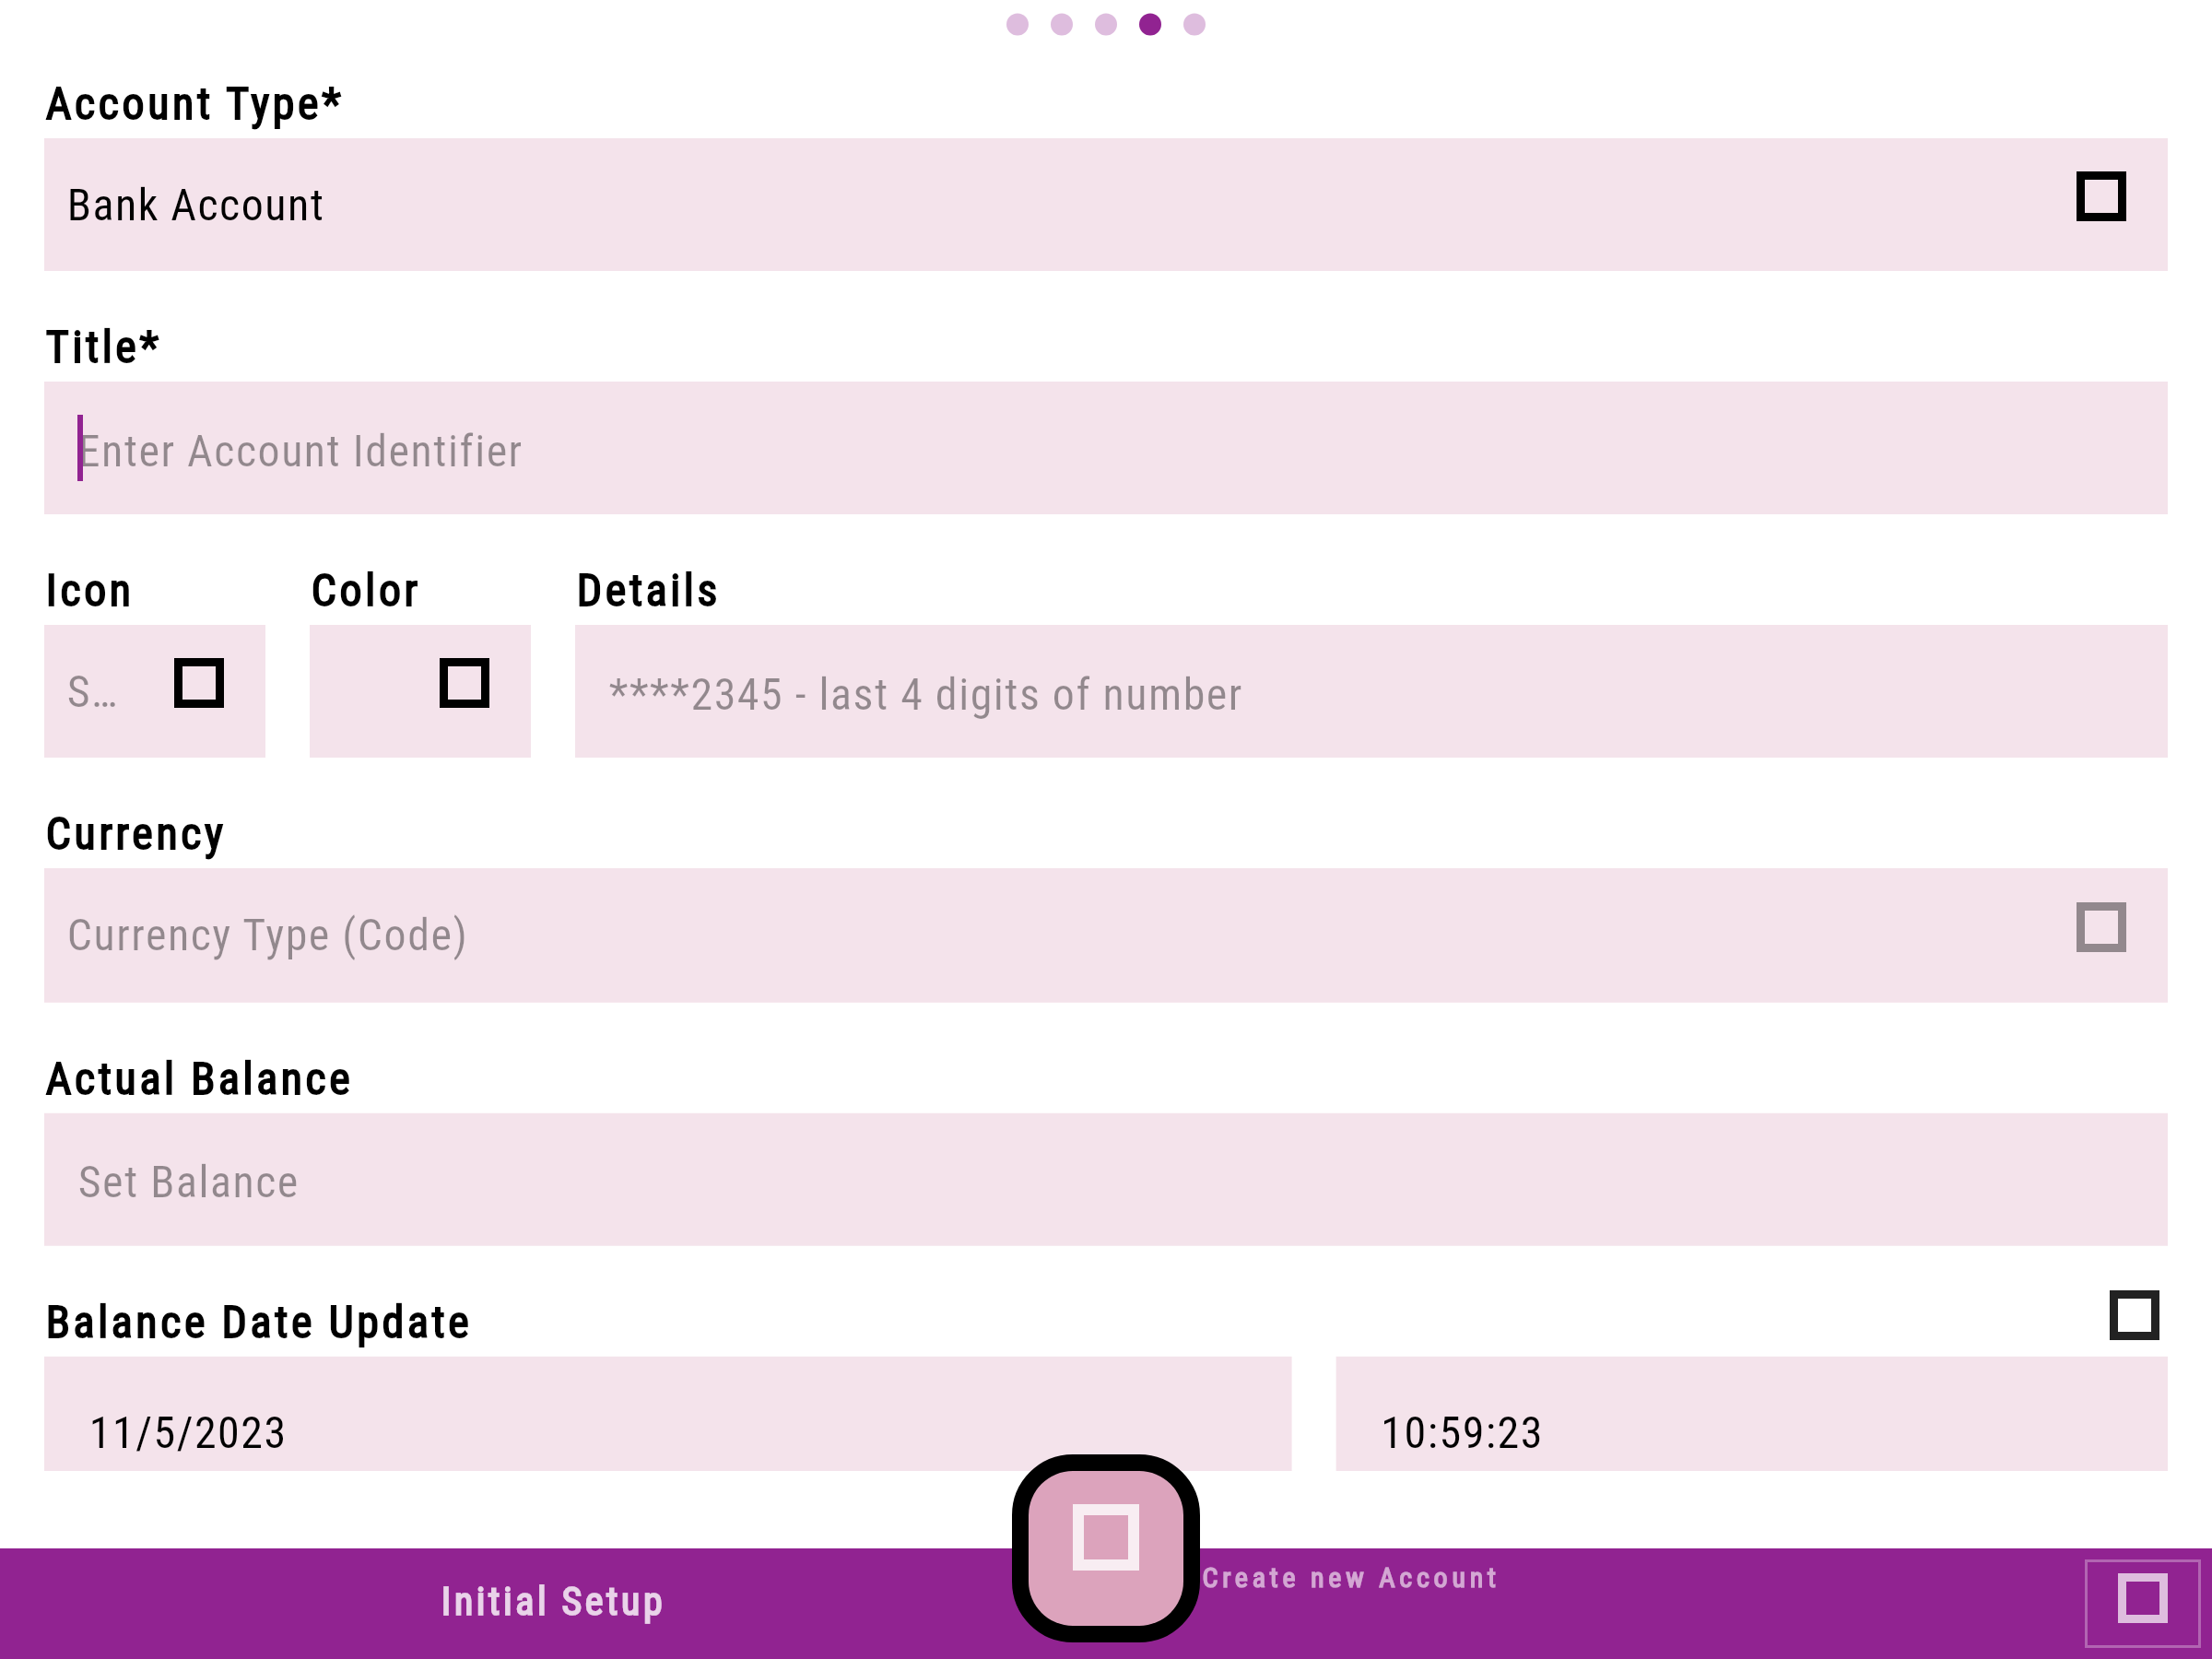 Account Type*
Bank Account
Title*
Enter Account Identifier
Icon Color Details
S… ****2345 - last 4 digits of number
Currency
Currency Type (Code)
Actual Balance
Set Balance
Balance Date Update
11/5/2023 10:59:23
Initial Setup
Create new Account